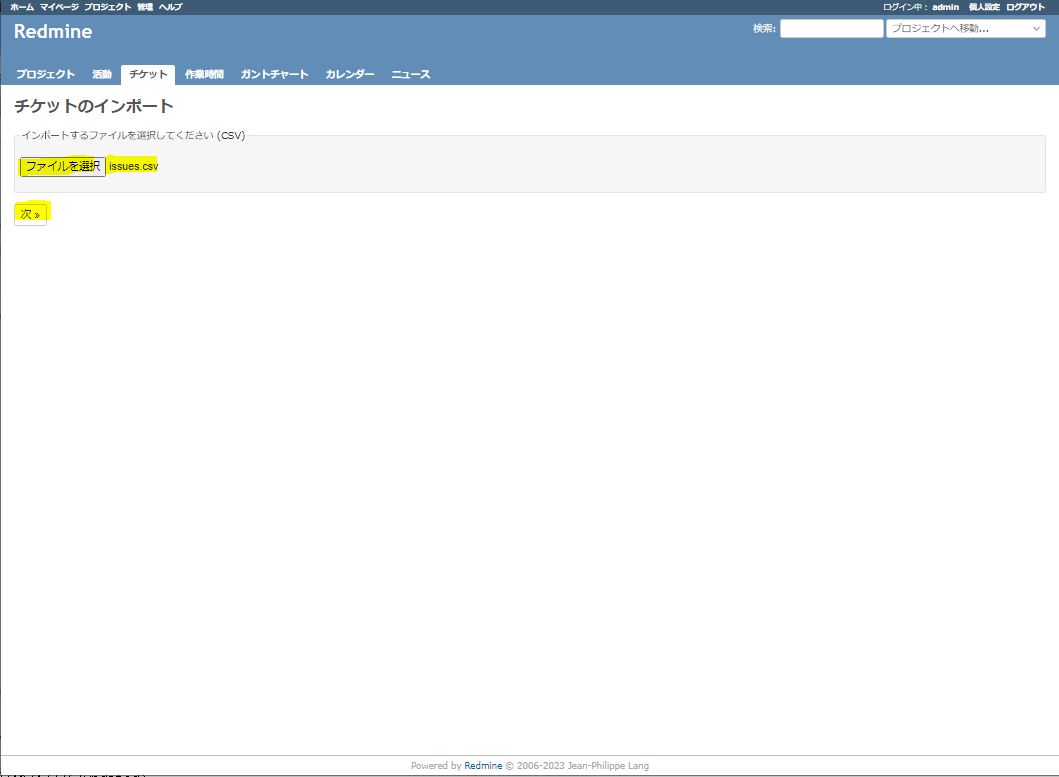 ホーム マイページ プロジェクト 管理 ヘルプ ログイン中: admin 個人設定 ログアウト
Redmine 検索: プロジェクトへ移動...
プロジェクト 活動 チケット 作業時間 ガントチャート カレンダー ニュース
チケットのインポート
インポートするファイルを選択してください (CSV)
ファイルを選択 issues.csv
次 »
Powered by Redmine © 2006-2023 Jean-Philippe Lang